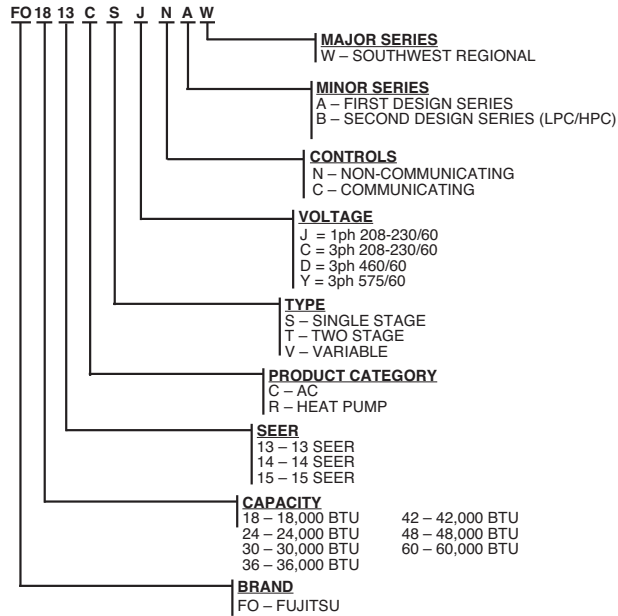 FO 18 13 C S J N A W
MAJOR SERIES
W – SOUTHWEST REGIONAL
MINOR SERIES
A – FIRST DESIGN SERIES
B – SECOND DESIGN SERIES (LPC/HPC)
CONTROLS
N – NON-COMMUNICATING
C – COMMUNICATING
VOLTAGE
J = 1ph 208-230/60
C = 3ph 208-230/60
D = 3ph 460/60
Y = 3ph 575/60
TYPE
S – SINGLE STAGE
T – TWO STAGE
V – VARIABLE
PRODUCT CATEGORY
C – AC
R – HEAT PUMP
SEER
13 – 13 SEER
14 – 14 SEER
15 – 15 SEER
CAPACITY
18 – 18,000 BTU 42 – 42,000 BTU
24 – 24,000 BTU 48 – 48,000 BTU
30 – 30,000 BTU 60 – 60,000 BTU
36 – 36,000 BTU
BRAND
FO – FUJITSU